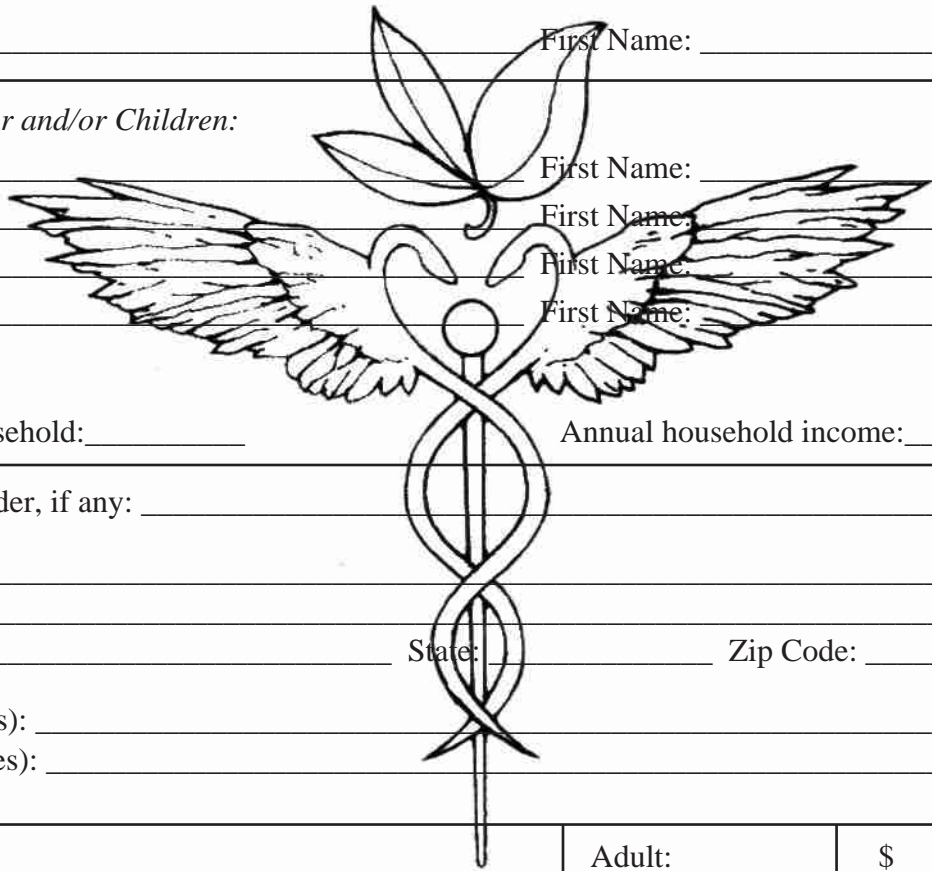 First Name:
r and/or Children:
First Name:
First Name:
First Name:
First Name:
sehold: Annual household income:
der, if any:
State: Zip Code:
s):
es):
Adult: $